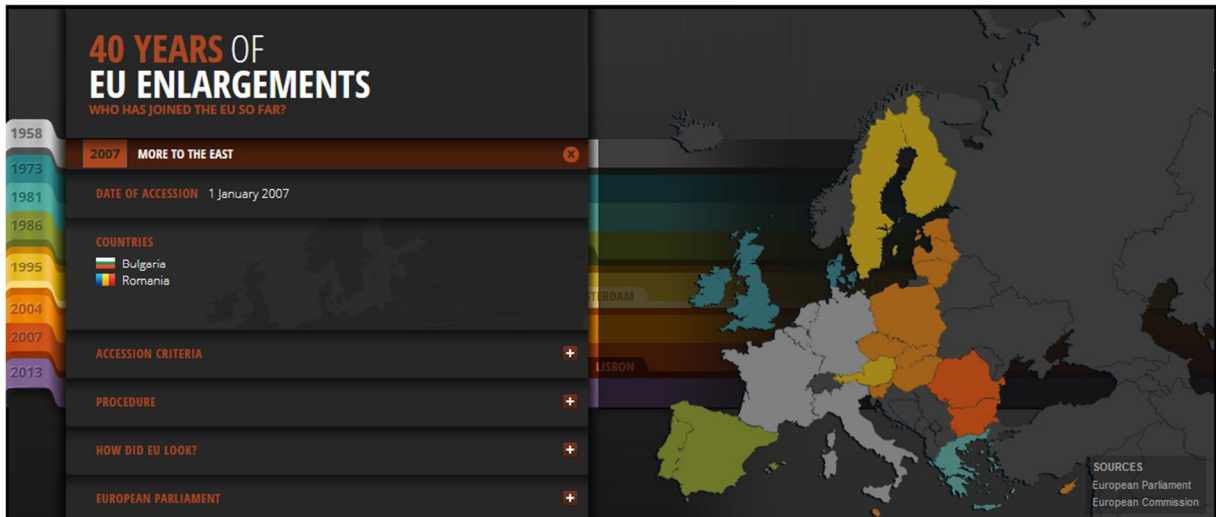 40 YEARS OF
EU ENLARGEMENTS
WHO HAS JOINED THE EU SO FAR?
1958
1973
1981
1986
1995
2004
2007
2013
2007 MORE TO THE EAST
DATE OF ACCESSION 1 January 2007
COUNTRIES
Bulgaria
Romania
ACCESSION CRITERIA
PROCEDURE
HOW DID EU LOOK?
EUROPEAN PARLIAMENT
LISBON
SOURCES
European Parliament
European Commission